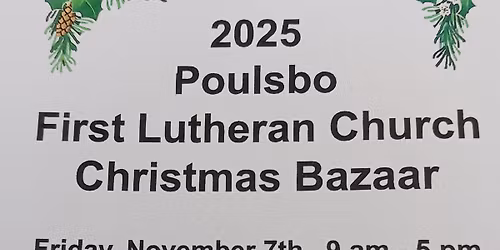 2025
Poulsbo
First Lutheran Church
Christmas Bazaar
Friday, November 7th 9 am - 5 pm